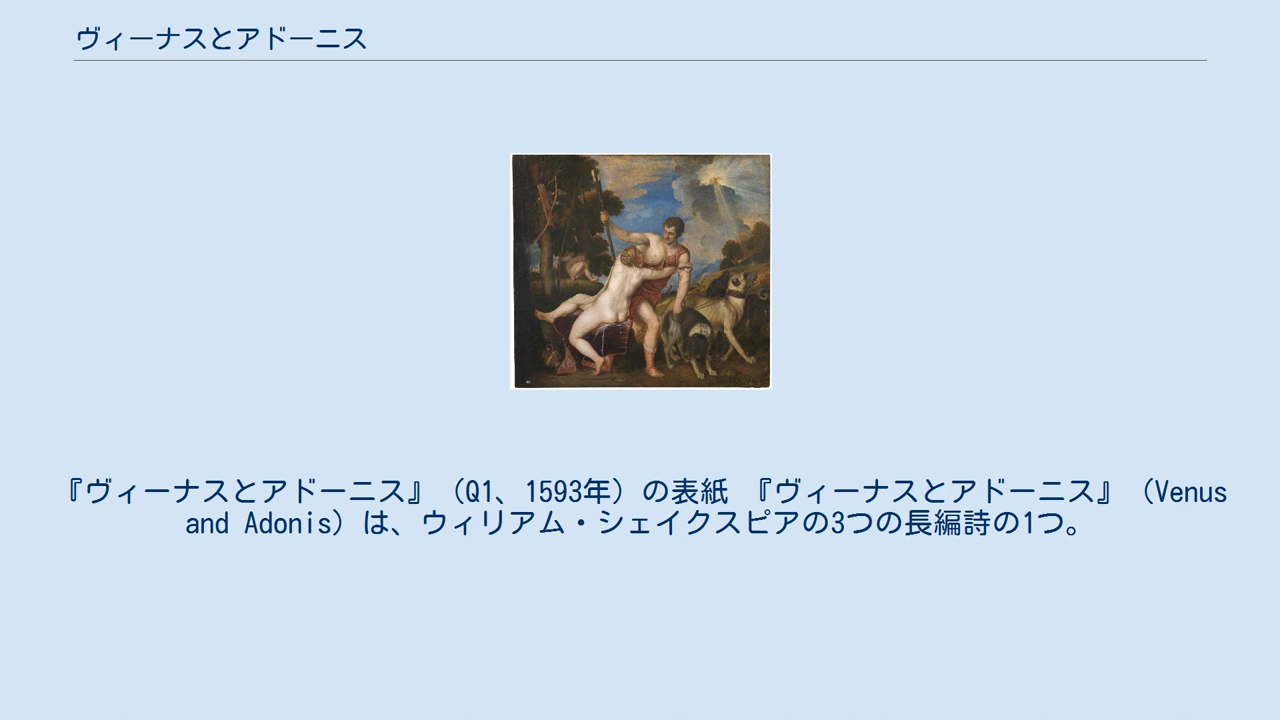 ヴィーナスとアドーニス
『ヴィーナスとアドーニス』（Q1、1593年）の表紙 『ヴィーナスとアドーニス』（Venus
and Adonis）は、ウィリアム・シェイクスピアの3つの長編詩の1つ。